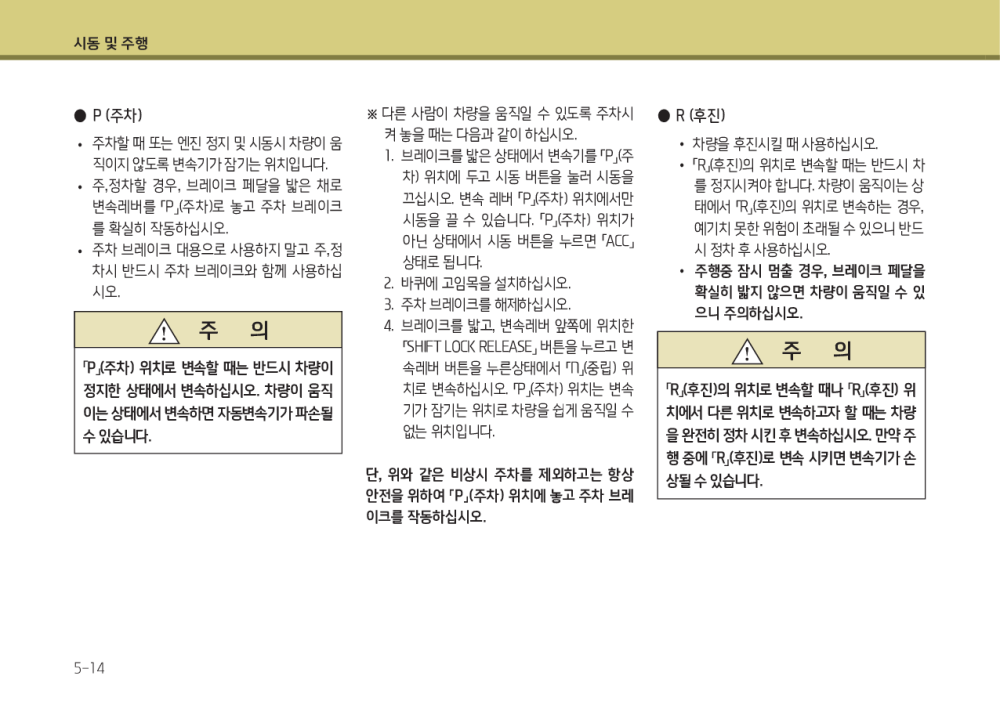 시동 및 주행
● P (주차)
• 주차할 때 또는 엔진 정지 및 시동시 차량이 움
직이지 않도록 변속기가 잠기는 위치입니다.
• 주,정차할 경우, 브레이크 페달을 밟은 채로
변속레버를 「P」(주차)로 놓고 주차 브레이크
를 확실히 작동하십시오.
• 주차 브레이크 대용으로 사용하지 말고 주,정
차시 반드시 주차 브레이크와 함께 사용하십
시오.
주 의
「P」(주차) 위치로 변속할 때는 반드시 차량이
정지한 상태에서 변속하십시오. 차량이 움직
이는 상태에서 변속하면 자동변속기가 파손될
수 있습니다.
※ 다른 사람이 차량을 움직일 수 있도록 주차시
켜 놓을 때는 다음과 같이 하십시오.
1. 브레이크를 밟은 상태에서 변속기를 「P」(주
차) 위치에 두고 시동 버튼을 눌러 시동을
끄십시오. 변속 레버 「P」(주차) 위치에서만
시동을 끌 수 있습니다. 「P」(주차) 위치가
아닌 상태에서 시동 버튼을 누르면 「ACC」
상태로 됩니다.
2. 바퀴에 고임목을 설치하십시오.
3. 주차 브레이크를 해제하십시오.
4. 브레이크를 밟고, 변속레버 앞쪽에 위치한
「SHIFT LOCK RELEASE」 버튼을 누르고 변
속레버 버튼을 누른상태에서 「N」(중립) 위
치로 변속하십시오. 「P」(주차) 위치는 변속
기가 잠기는 위치로 차량을 쉽게 움직일 수
없는 위치입니다.
단, 위와 같은 비상시 주차를 제외하고는 항상
안전을 위하여 「P」(주차) 위치에 놓고 주차 브레
이크를 작동하십시오.
● R (후진)
• 차량을 후진시킬 때 사용하십시오.
• 「R」(후진)의 위치로 변속할 때는 반드시 차
를 정지시켜야 합니다. 차량이 움직이는 상
태에서 「R」(후진)의 위치로 변속하는 경우,
예기치 못한 위험이 초래될 수 있으니 반드
시 정차 후 사용하십시오.
• 주행중 잠시 멈출 경우, 브레이크 페달을
확실히 밟지 않으면 차량이 움직일 수 있
으니 주의하십시오.
주 의
「R」(후진)의 위치로 변속할 때나 「R」(후진) 위
치에서 다른 위치로 변속하고자 할 때는 차량
을 완전히 정차 시킨 후 변속하십시오. 만약 주
행 중에 「R」(후진)로 변속 시키면 변속기가 손
상될 수 있습니다.
5-14